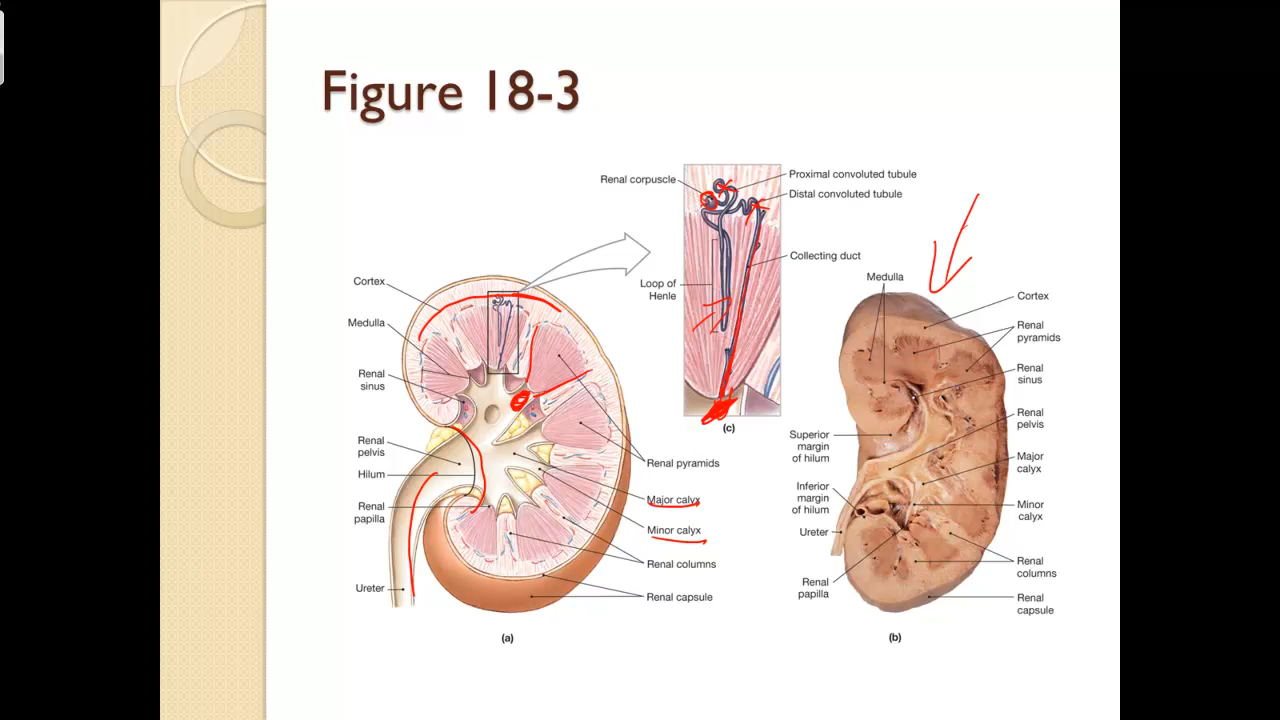 Figure 18-3
Renal corpuscle
Proximal convoluted tubule
Distal convoluted tubule
Collecting duct
Loop of
Henle
(c)
Cortex
Medulla
Renal
sinus
Renal
pelvis
Hilum
Renal
papilla
Ureter
Renal pyramids
Major calyx
Minor calyx
Renal columns
Renal capsule
(a)
Medulla
Cortex
Renal
pyramids
Renal
sinus
Renal
pelvis
Major
calyx
Minor
calyx
Renal
columns
Renal
capsule
Superior
margin
of hilum
Inferior
margin
of hilum
Ureter
Renal
papilla
(b)